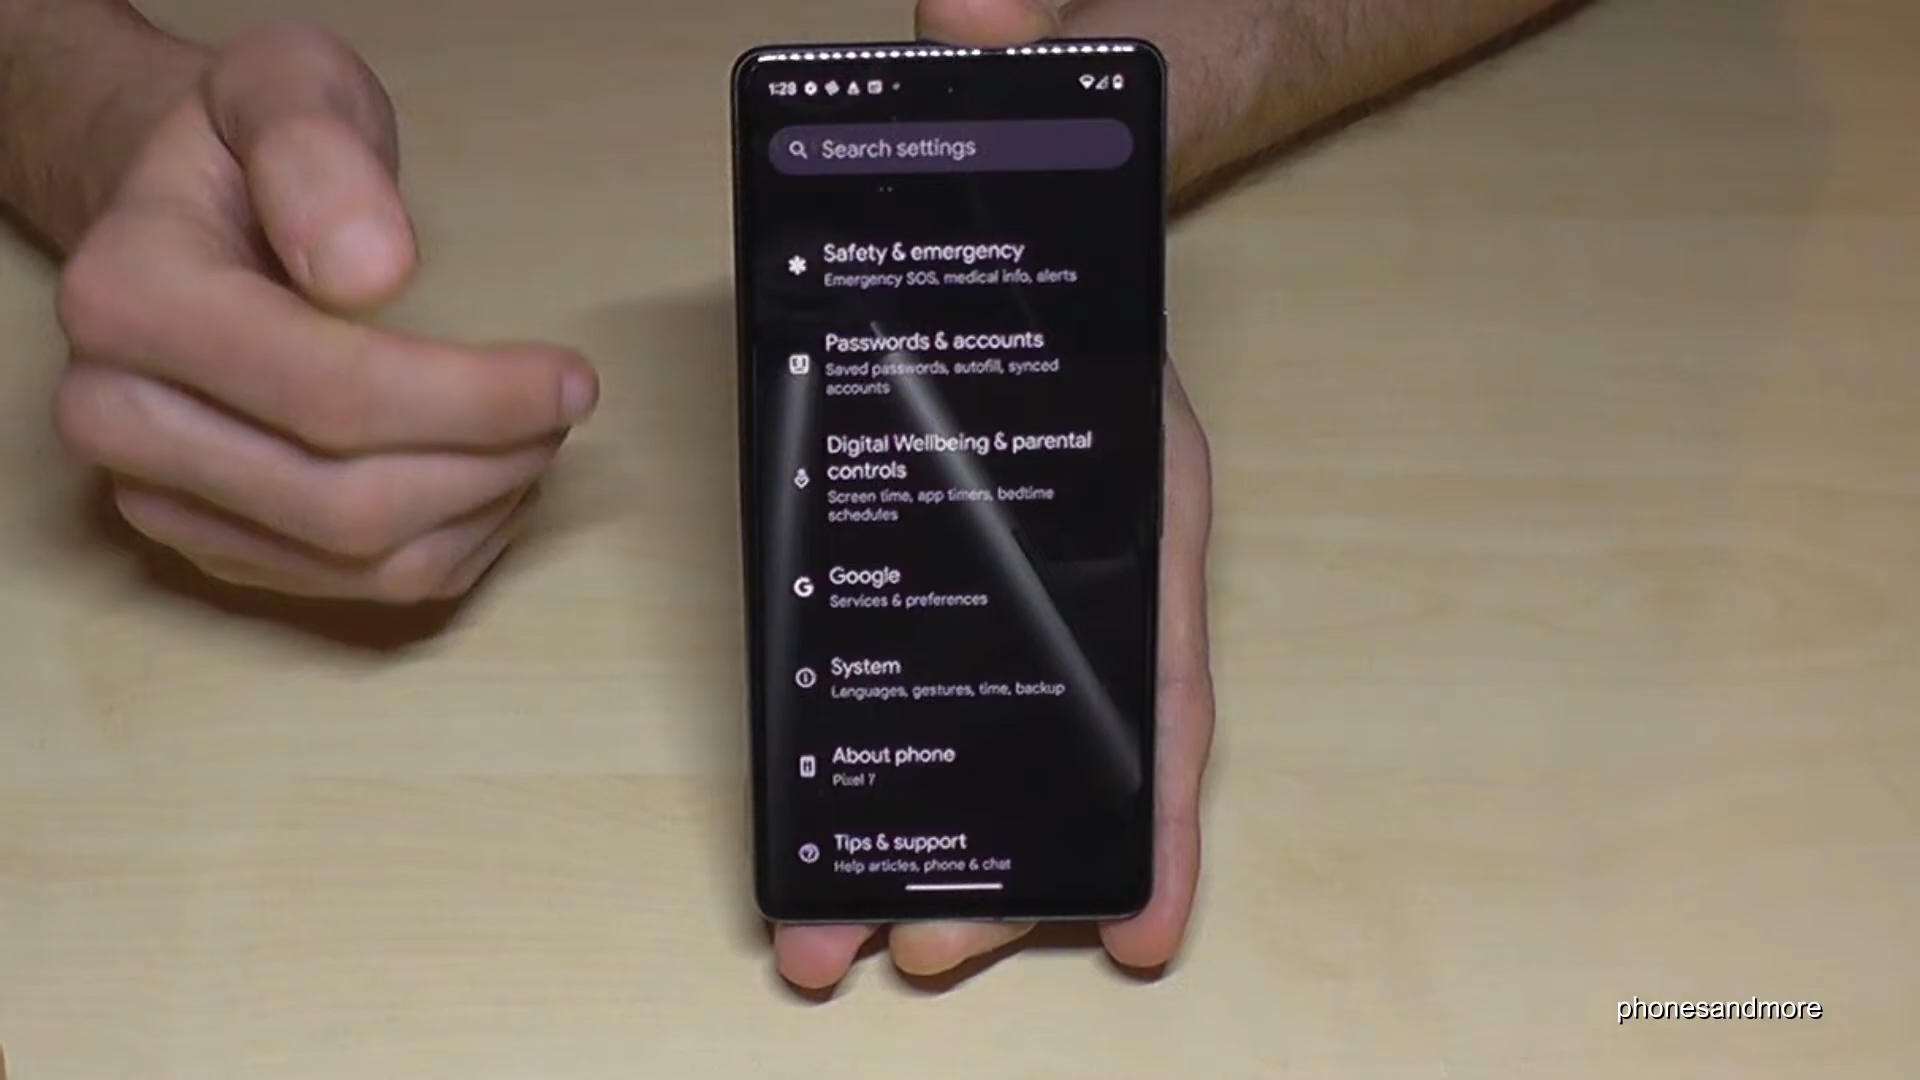 1:28
Search settings
Safety & emergency
Emergency SOS, medical info, alerts
Passwords & accounts
Saved passwords, autofill, synced
accounts
Digital Wellbeing & parental
controls
Screen time, app timers, bedtime
schedules
Google
Services & preferences
System
Languages, gestures, time, backup
About phone
Pixel 7
Tips & support
Help articles, phone & chat
phonesandmore